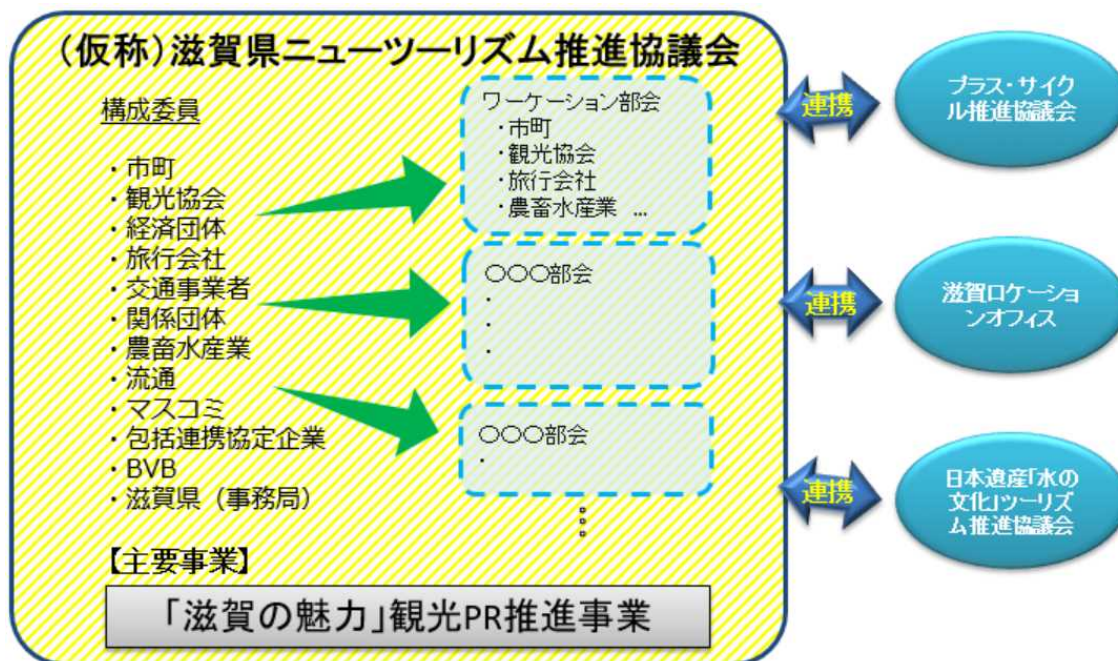 （仮称）滋賀県ニューツーリズム推進協議会
構成委員
・市町
・観光協会
・経済団体
・旅行会社
・交通事業者
・関係団体
・農畜水産業
・流通
・マスコミ
・包括連携協定企業
・BVB
・滋賀県（事務局）
ワーケーション部会
・市町
・観光協会
・旅行会社
・農畜水産業 …
〇〇〇部会
・
・
・
〇〇〇部会
・
【主要事業】
「滋賀の魅力」観光PR推進事業
連携
プラス・サイク
ル推進協議会
連携
滋賀ロケーショ
ンオフィス
連携
日本遺産「水の
文化」ツーリズ
ム推進協議会